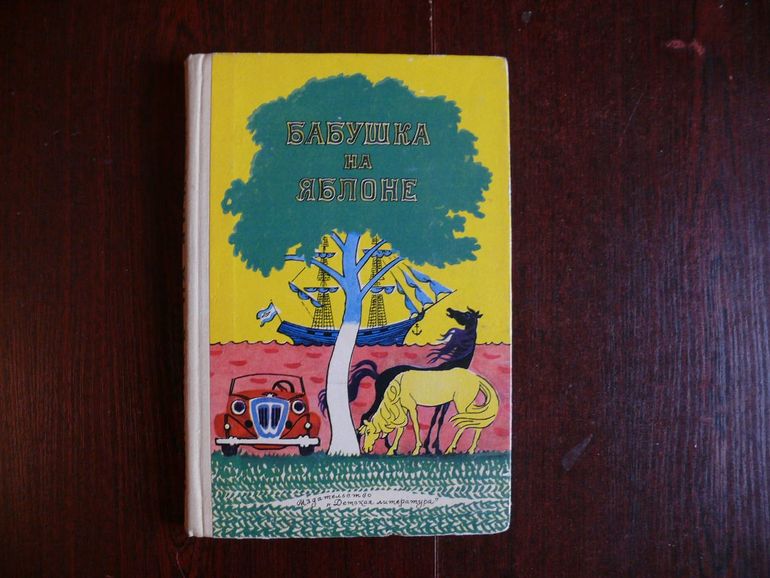 БАБУШКА
НА
ЯБЛОНЕ
Издательство
„Детская литература"